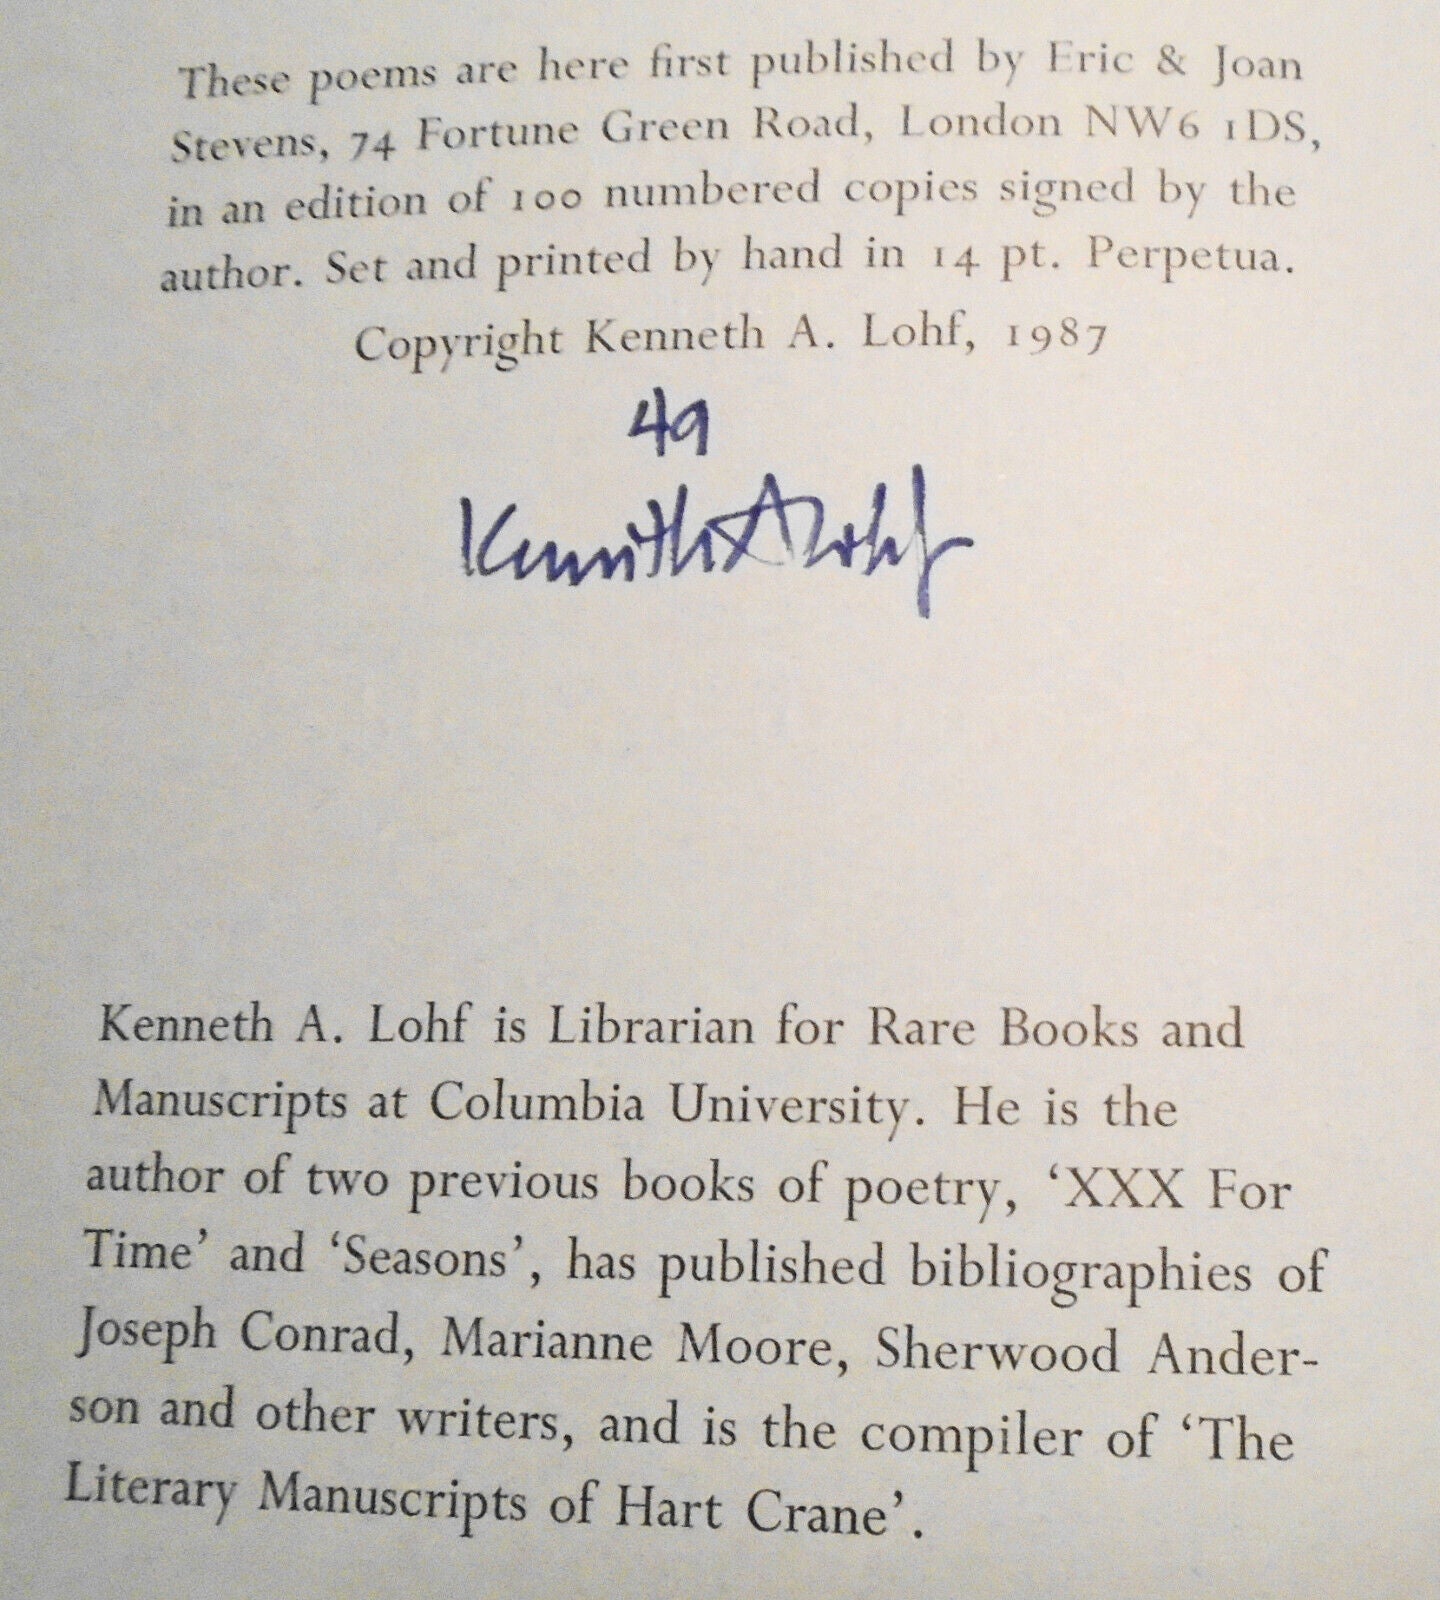 These poems are here first published by Eric & Joan
Stevens, 74 Fortune Green Road, London NW6 1DS,
in an edition of 100 numbered copies signed by the
author. Set and printed by hand in 14 pt. Perpetua.
Copyright Kenneth A. Lohf, 1987
49
Kenneth A Lohf
Kenneth A. Lohf is Librarian for Rare Books and
Manuscripts at Columbia University. He is the
author of two previous books of poetry, ‘XXX For
Time’ and ‘Seasons’, has published bibliographies of
Joseph Conrad, Marianne Moore, Sherwood Ander-
son and other writers, and is the compiler of ‘The
Literary Manuscripts of Hart Crane’.